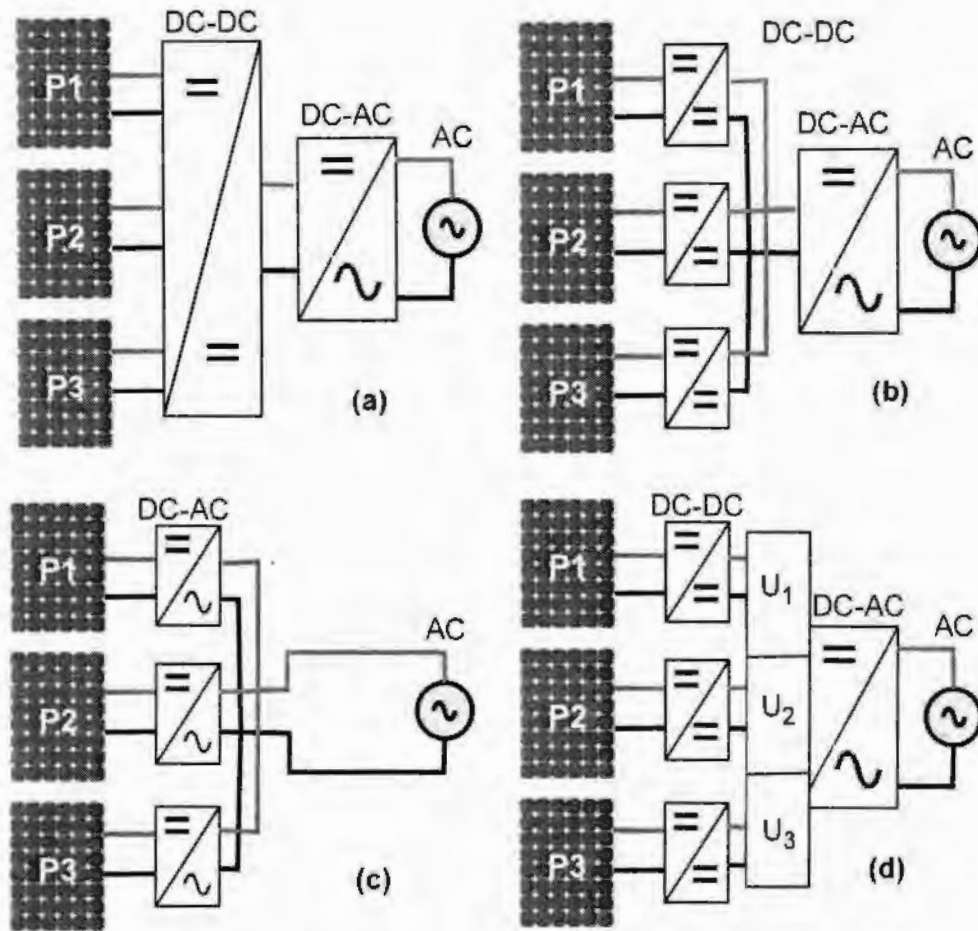 DC-DC
P1
DC-AC
AC
P2
P3
(a)
DC-DC
P1
DC-AC
AC
P2
P3
(b)
DC-AC
P1
AC
P2
P3
(c)
DC-DC
P1
U1
DC-AC
AC
P2
U2
P3
U3
(d)